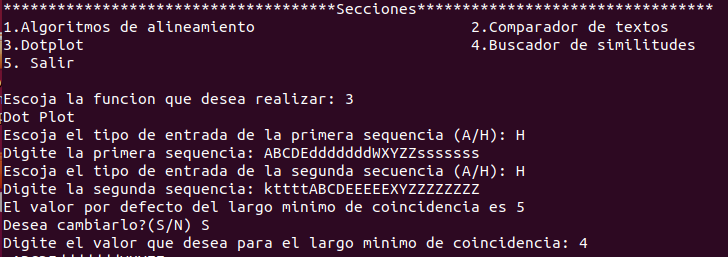 ************************************Secciones********************************
1.Algoritmos de alineamiento 2.Comparador de textos
3.Dotplot 4.Buscador de similitudes
5. Salir
Escoja la funcion que desea realizar: 3
Dot Plot
Escoja el tipo de entrada de la primera sequencia (A/H): H
Digite la primera sequencia: ABCDEdddddddWXYZZsssssss
Escoja el tipo de entrada de la segunda secuencia (A/H): H
Digite la segunda sequencia: kttttABCDEEEEEXYZZZZZZZZ
El valor por defecto del largo minimo de coincidencia es 5
Desea cambiarlo?(S/N) S
Digite el valor que desea para el largo minimo de coincidencia: 4